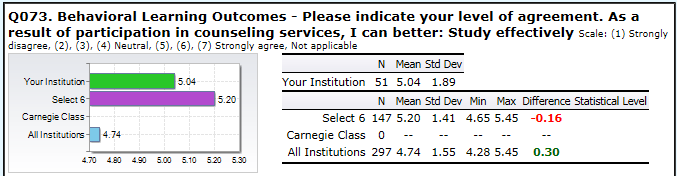 Q073. Behavioral Learning Outcomes - Please indicate your level of agreement. As a
result of participation in counseling services, I can better: Study effectively Scale: (1) Strongly
disagree, (2), (3), (4) Neutral, (5), (6), (7) Strongly agree, Not applicable
Your Institution 5.04
Select 6 5.20
Carnegie Class
All Institutions 4.74
4.70 4.80 4.90 5.00 5.10 5.20 5.30
N Mean Std Dev
Your Institution 51 5.04 1.89
N Mean Std Dev Min Max Difference Statistical Level
Select 6 147 5.20 1.41 4.65 5.45 -0.16
Carnegie Class 0 -- -- -- -- --
All Institutions 297 4.74 1.55 4.28 5.45 0.30